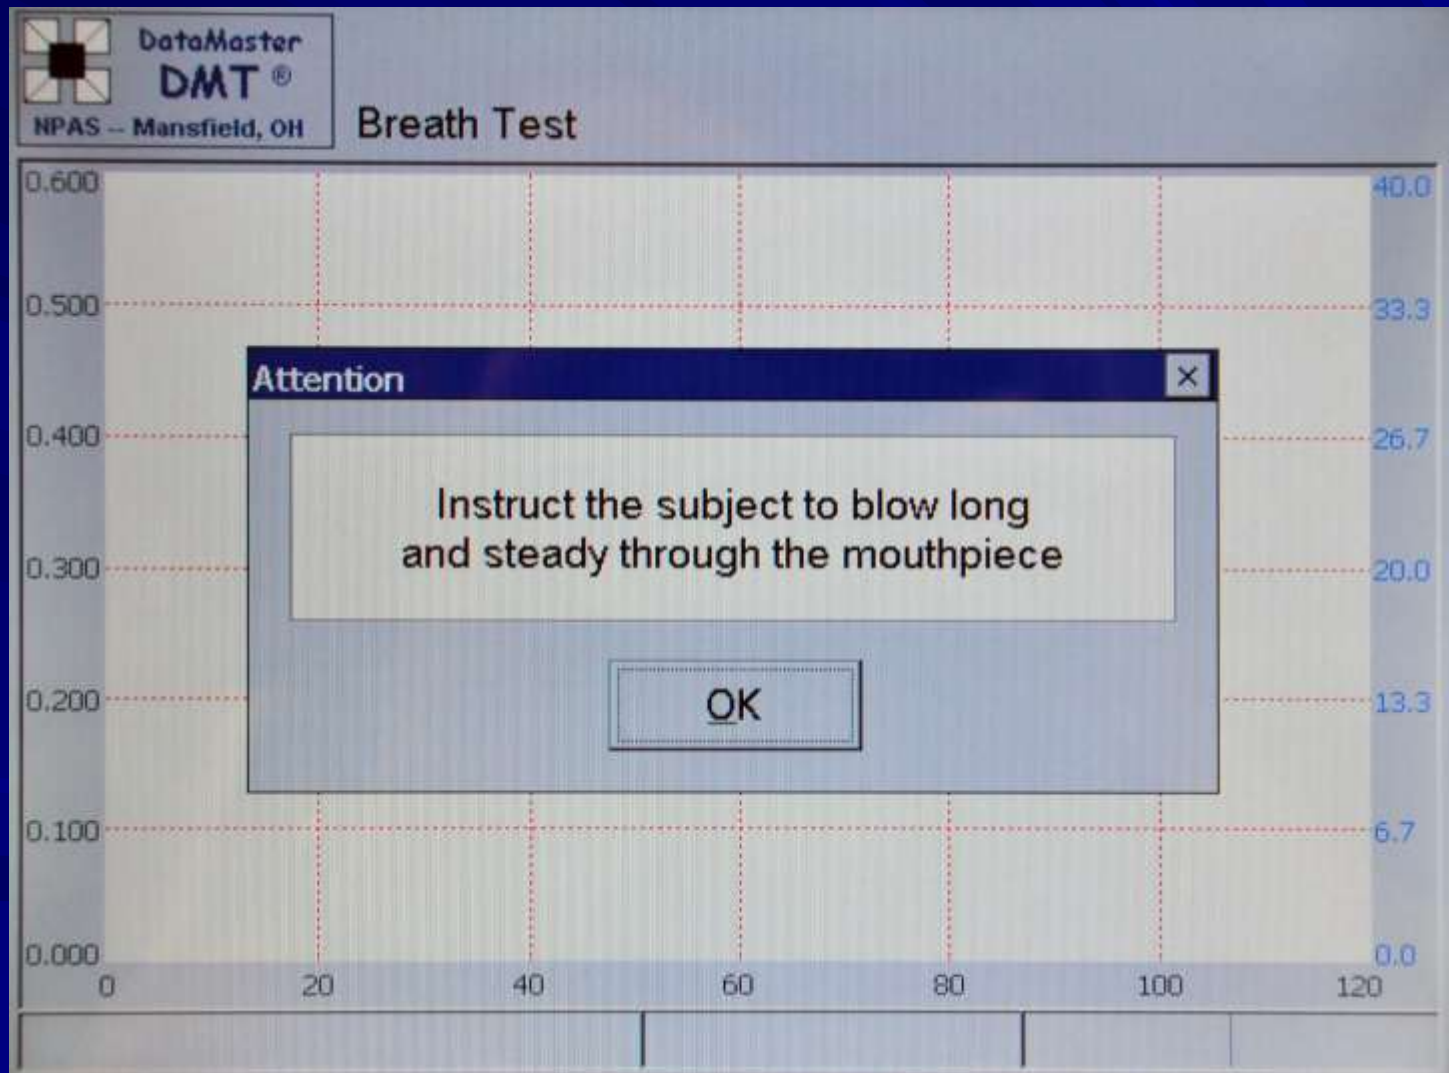 DataMaster
DMT ®
NPAS -- Mansfield, OH
Breath Test
0.600
40.0
0.500
33.3
Attention
0.400
26.7
Instruct the subject to blow long
and steady through the mouthpiece
0.300
20.0
OK
0.200
13.3
0.100
6.7
0.000
0.0
0 20 40 60 80 100 120